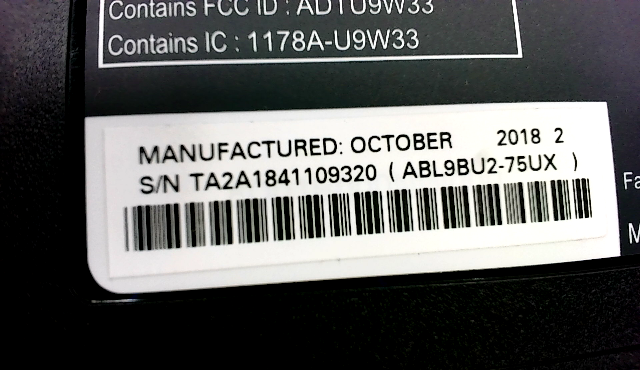 Contains FCC ID : AD1U9W33
Contains IC : 1178A-U9W33
MANUFACTURED: OCTOBER 2018 2
S/N TA2A1841109320 ( ABL9BU2-75UX )